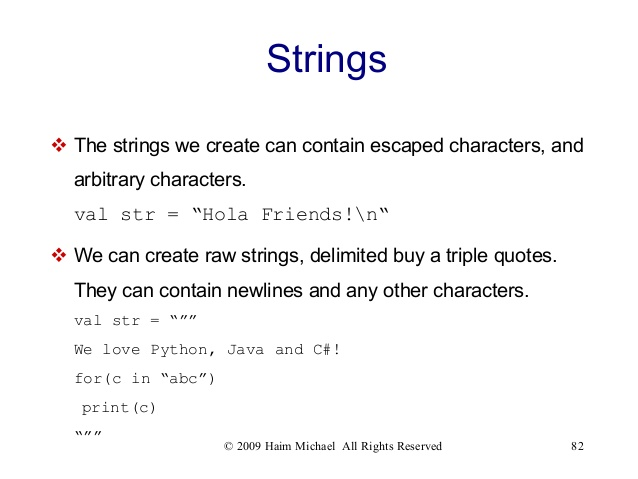 Strings
❖ The strings we create can contain escaped characters, and
arbitrary characters.
val str = “Hola Friends!\n“
❖ We can create raw strings, delimited buy a triple quotes.
They can contain newlines and any other characters.
val str = “””
We love Python, Java and C#!
for(c in “abc”)
 print(c)
“””
© 2009 Haim Michael All Rights Reserved 82